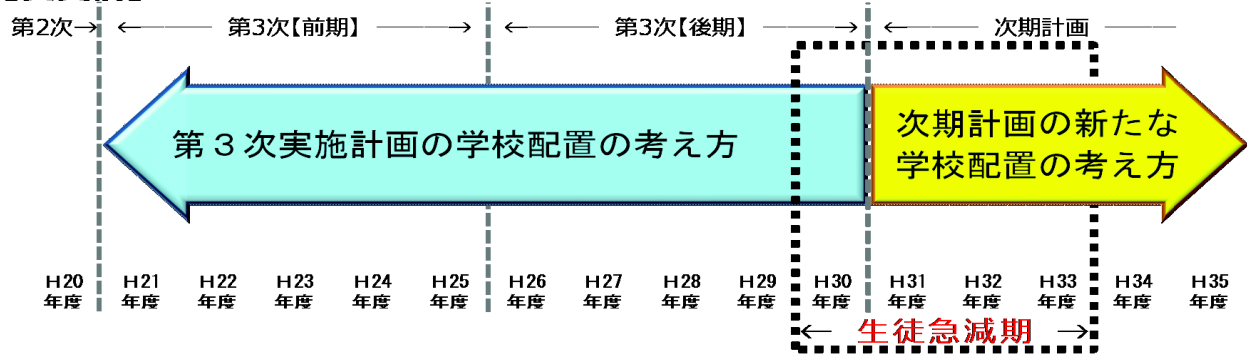 第2次→ ← 第3次【前期】 → ← 第3次【後期】 → ← 次期計画
第3次実施計画の学校配置の考え方
次期計画の新たな
学校配置の考え方
H20 H21 H22 H23 H24 H25 H26 H27 H28 H29 H30 H31 H32 H33 H34 H35
年度 年度 年度 年度 年度 年度 年度 年度 年度 年度 年度 年度 年度 年度 年度 年度
← 生徒急減期 →